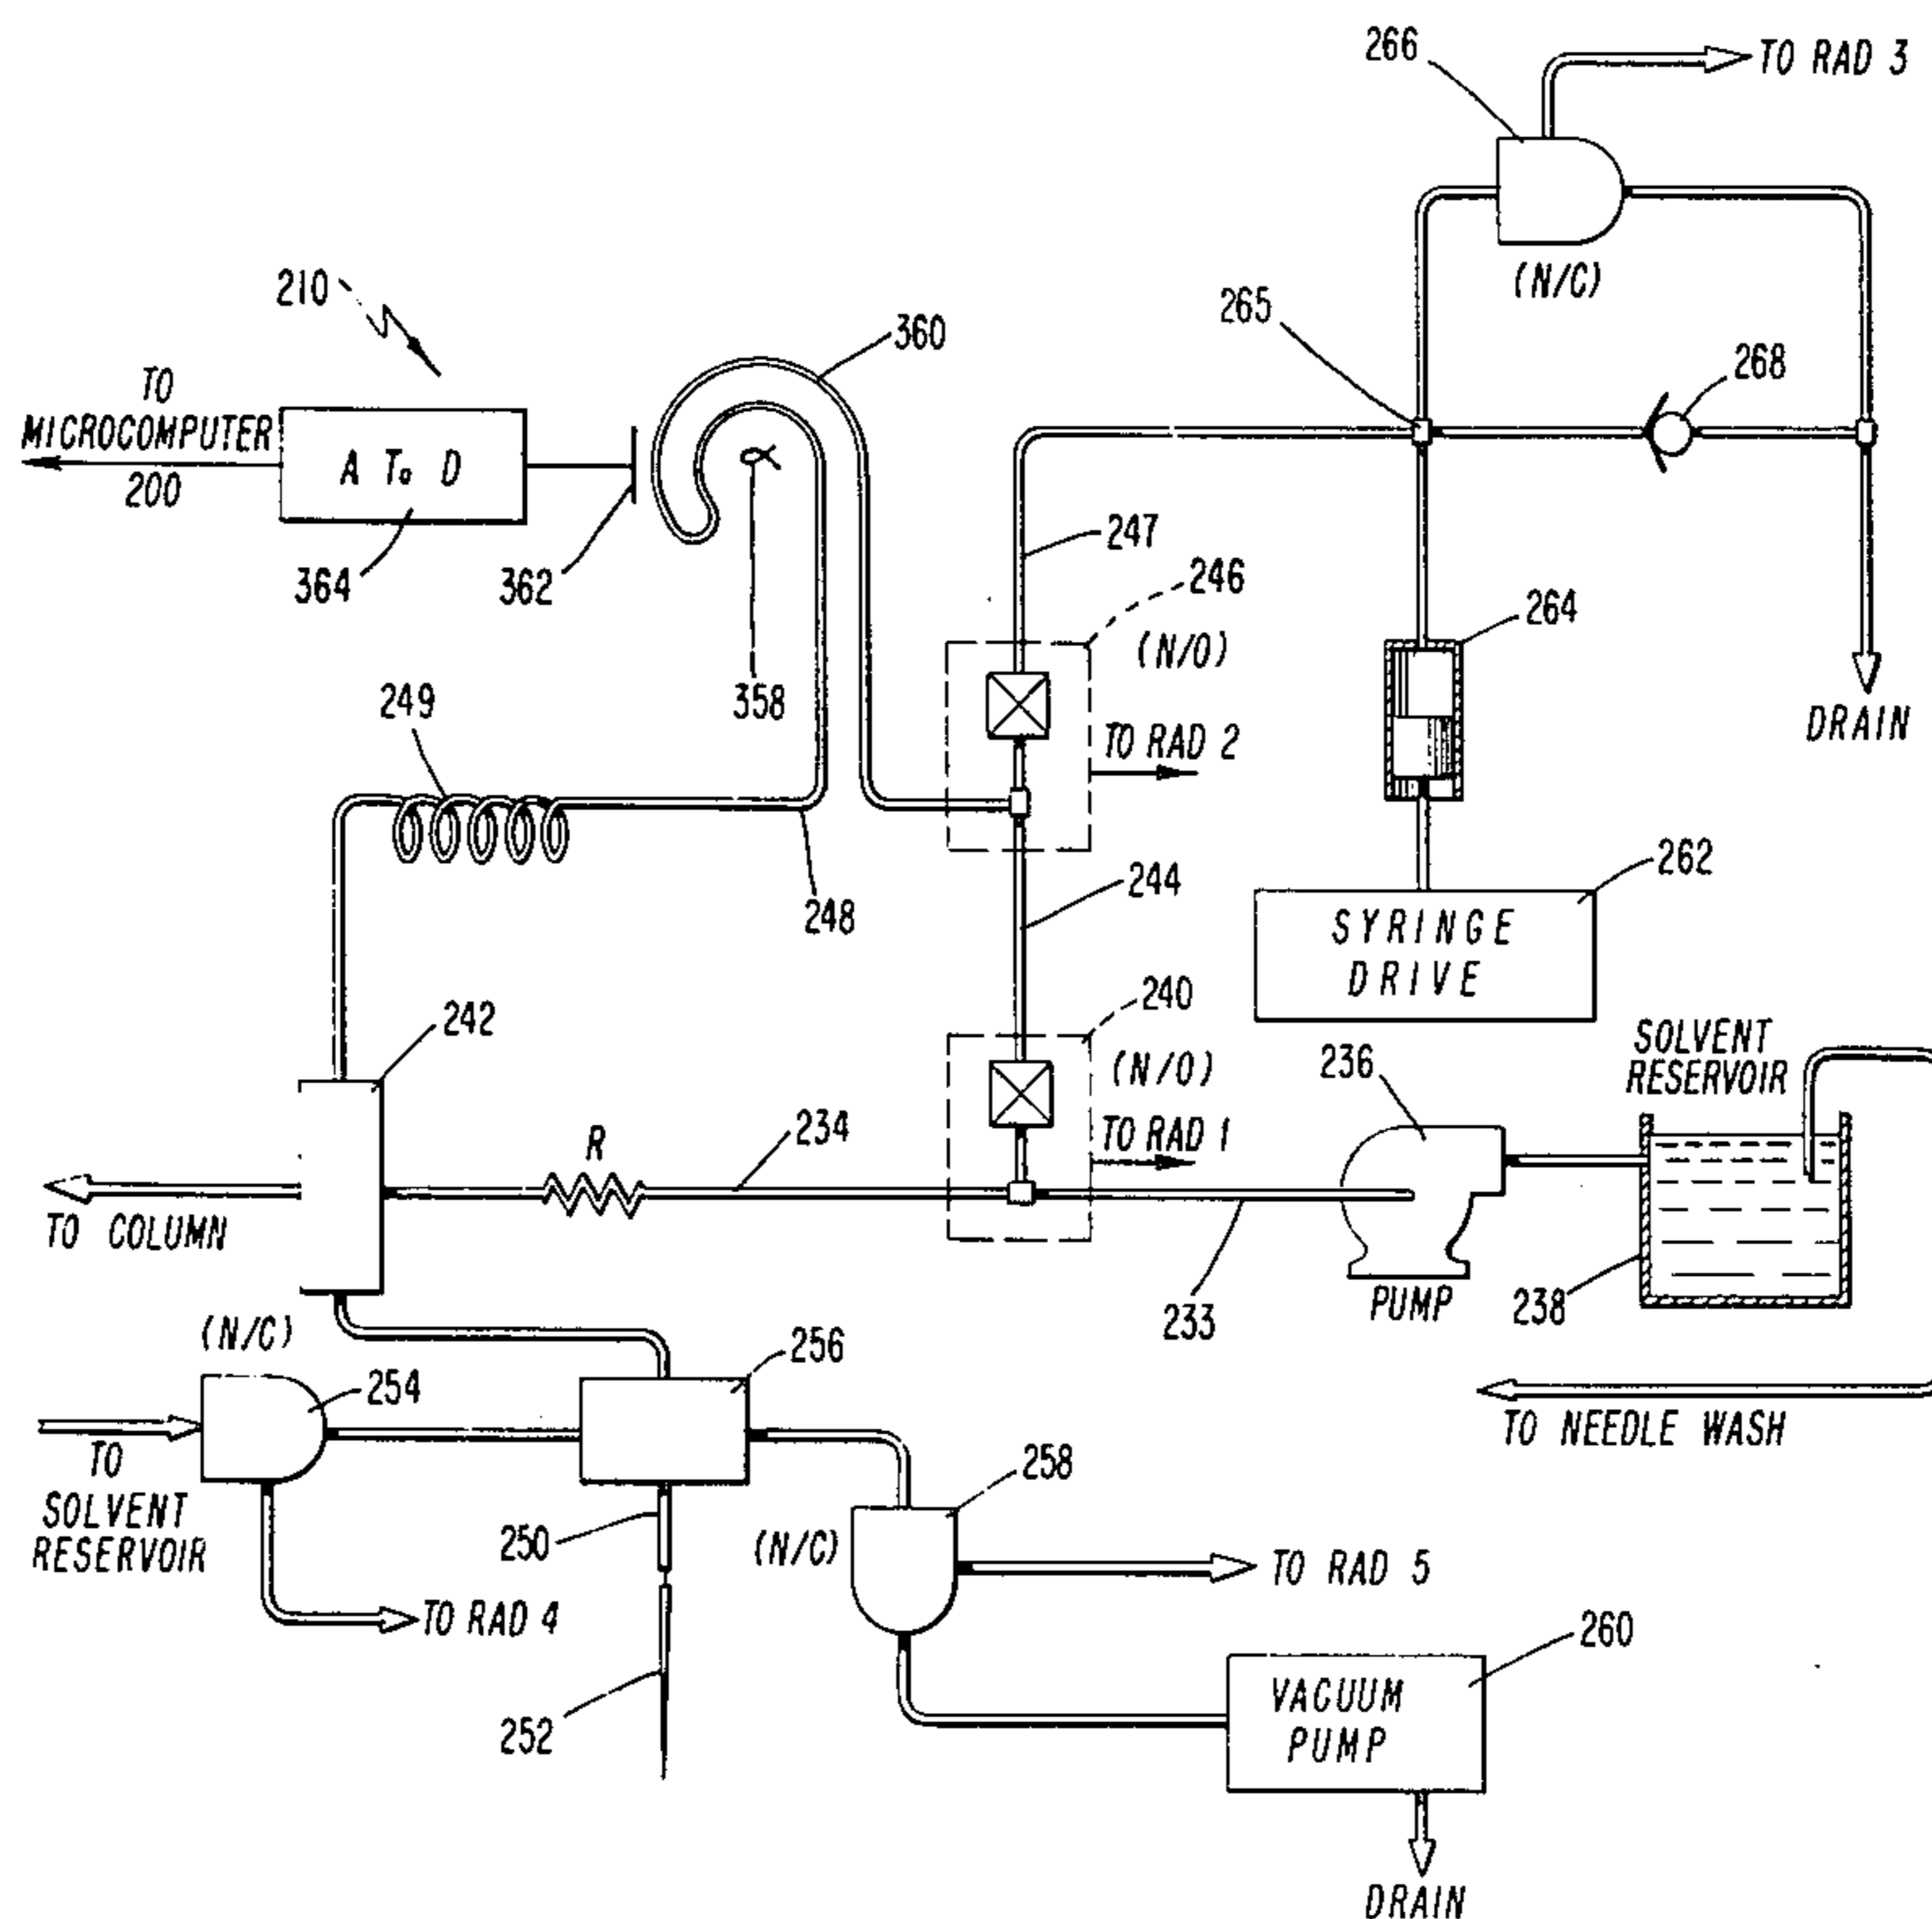 266
TO RAD 3
(N/C)
210
265
360
268
TO
MICROCOMPUTER
200
A To D
364
362
358
247
246
(N/O)
264
TO RAD 2
DRAIN
249
248
244
262
SYRINGE
DRIVE
242
240
(N/O)
236
SOLVENT
RESERVOIR
R
234
TO RAD 1
TO COLUMN
233
PUMP
238
(N/C)
256
254
TO NEEDLE WASH
TO
SOLVENT
RESERVOIR
250
258
(N/C)
TO RAD 5
TO RAD 4
252
260
VACUUM
PUMP
DRAIN